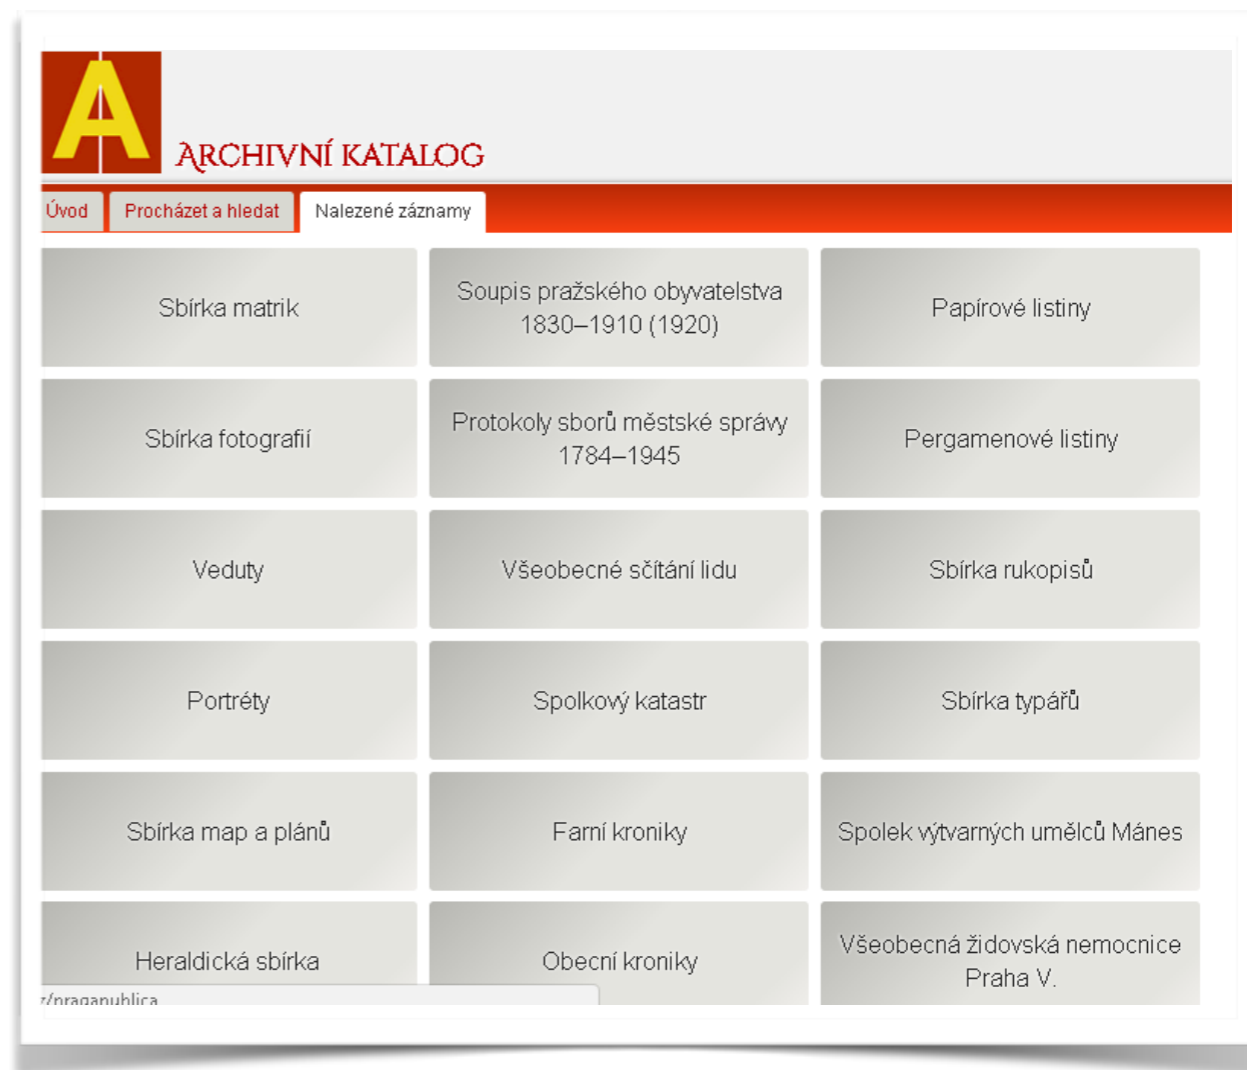 A
ARCHIVNÍ KATALOG
Úvod
Procházet a hledat
Nalezené záznamy
Sbírka matrik
Soupis pražského obyvatelstva
1830–1910 (1920)
Papírové listiny
Sbírka fotografií
Protokoly sborů městské správy
1784–1945
Pergamenové listiny
Veduty
Všeobecné sčítání lidu
Sbírka rukopisů
Portréty
Spolkový katastr
Sbírka typářů
Sbírka map a plánů
Farní kroniky
Spolek výtvarných umělců Mánes
Heraldická sbírka
Obecní kroniky
Všeobecná židovská nemocnice
Praha V.
z/pragapublica